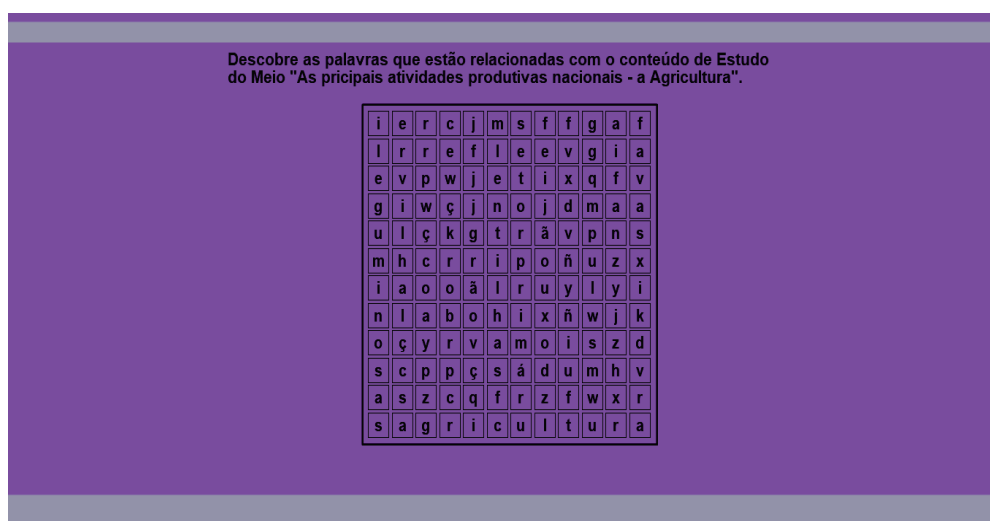 Descobre as palavras que estão relacionadas com o conteúdo de Estudo
do Meio "As pricipais atividades produtivas nacionais - a Agricultura".
i e r c j m s f f g a f
l r r e f l e e v g i a
e v p w j e t i x q f v
g i w ç j n o j d m a a
u l ç k g t r ã v p n s
m h c r r i p o ñ u z x
i a o o ã l r u y l y i
n l a b o h i x ñ w j k
o ç y r v a m o i s z d
s c p p ç s á d u m h v
a s z c q f r z f w x r
s a g r i c u l t u r a